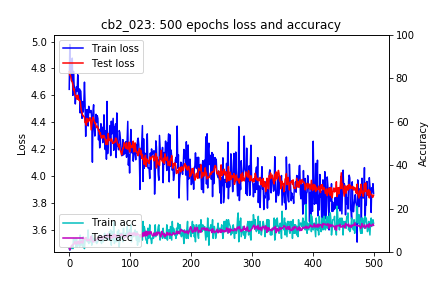 cb2_023: 500 epochs loss and accuracy
Train loss
Test loss
Train acc
Test acc
Loss
5.0
4.8
4.6
4.4
4.2
4.0
3.8
3.6
Accuracy
100
80
60
40
20
0
0 100 200 300 400 500